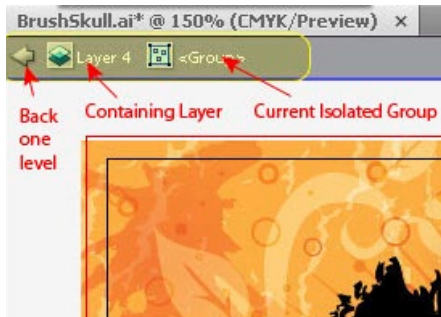 BrushSkull.ai* @ 150% (CMYK/Preview) ×
Layer 4 <Group>
Back one level
Containing Layer
Current Isolated Group